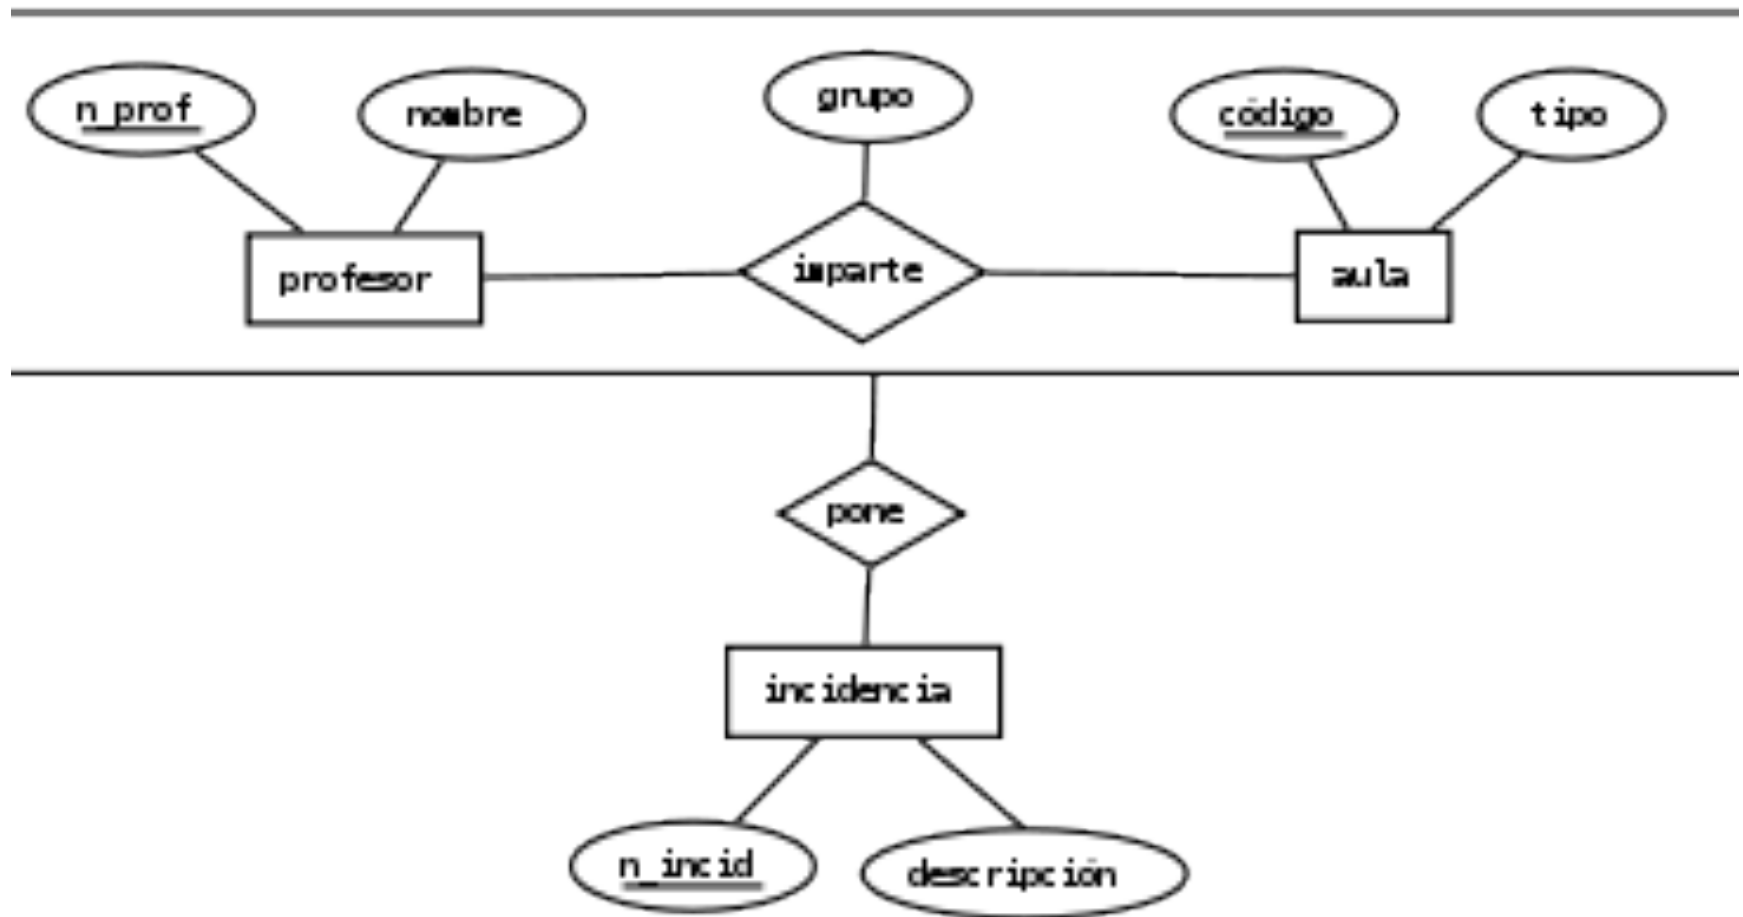 n_prof
nombre
grupo
código
tipo
profesor
imparte
aula
pone
incidencia
n_incid
descripción